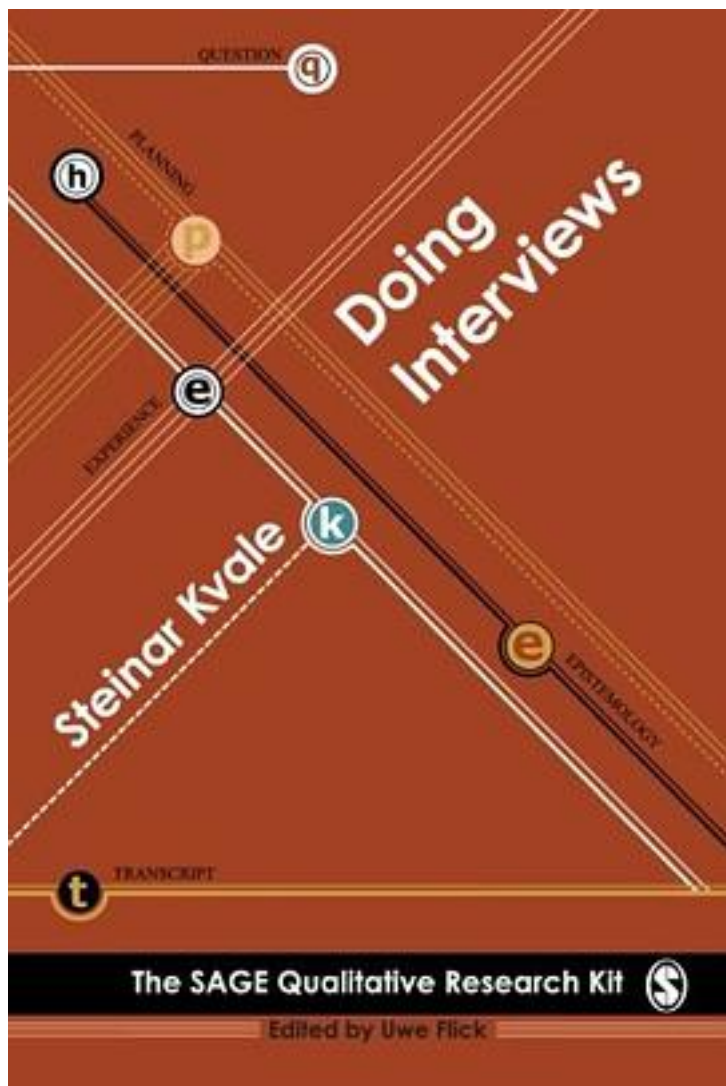 QUESTION
q
PLANNING
h
p
Doing
Interviews
e
EXPERIENCE
k
Steinar Kvale
e
EPISTEMOLOGY
t
TRANSCRIPT
The SAGE Qualitative Research Kit
S
Edited by Uwe Flick